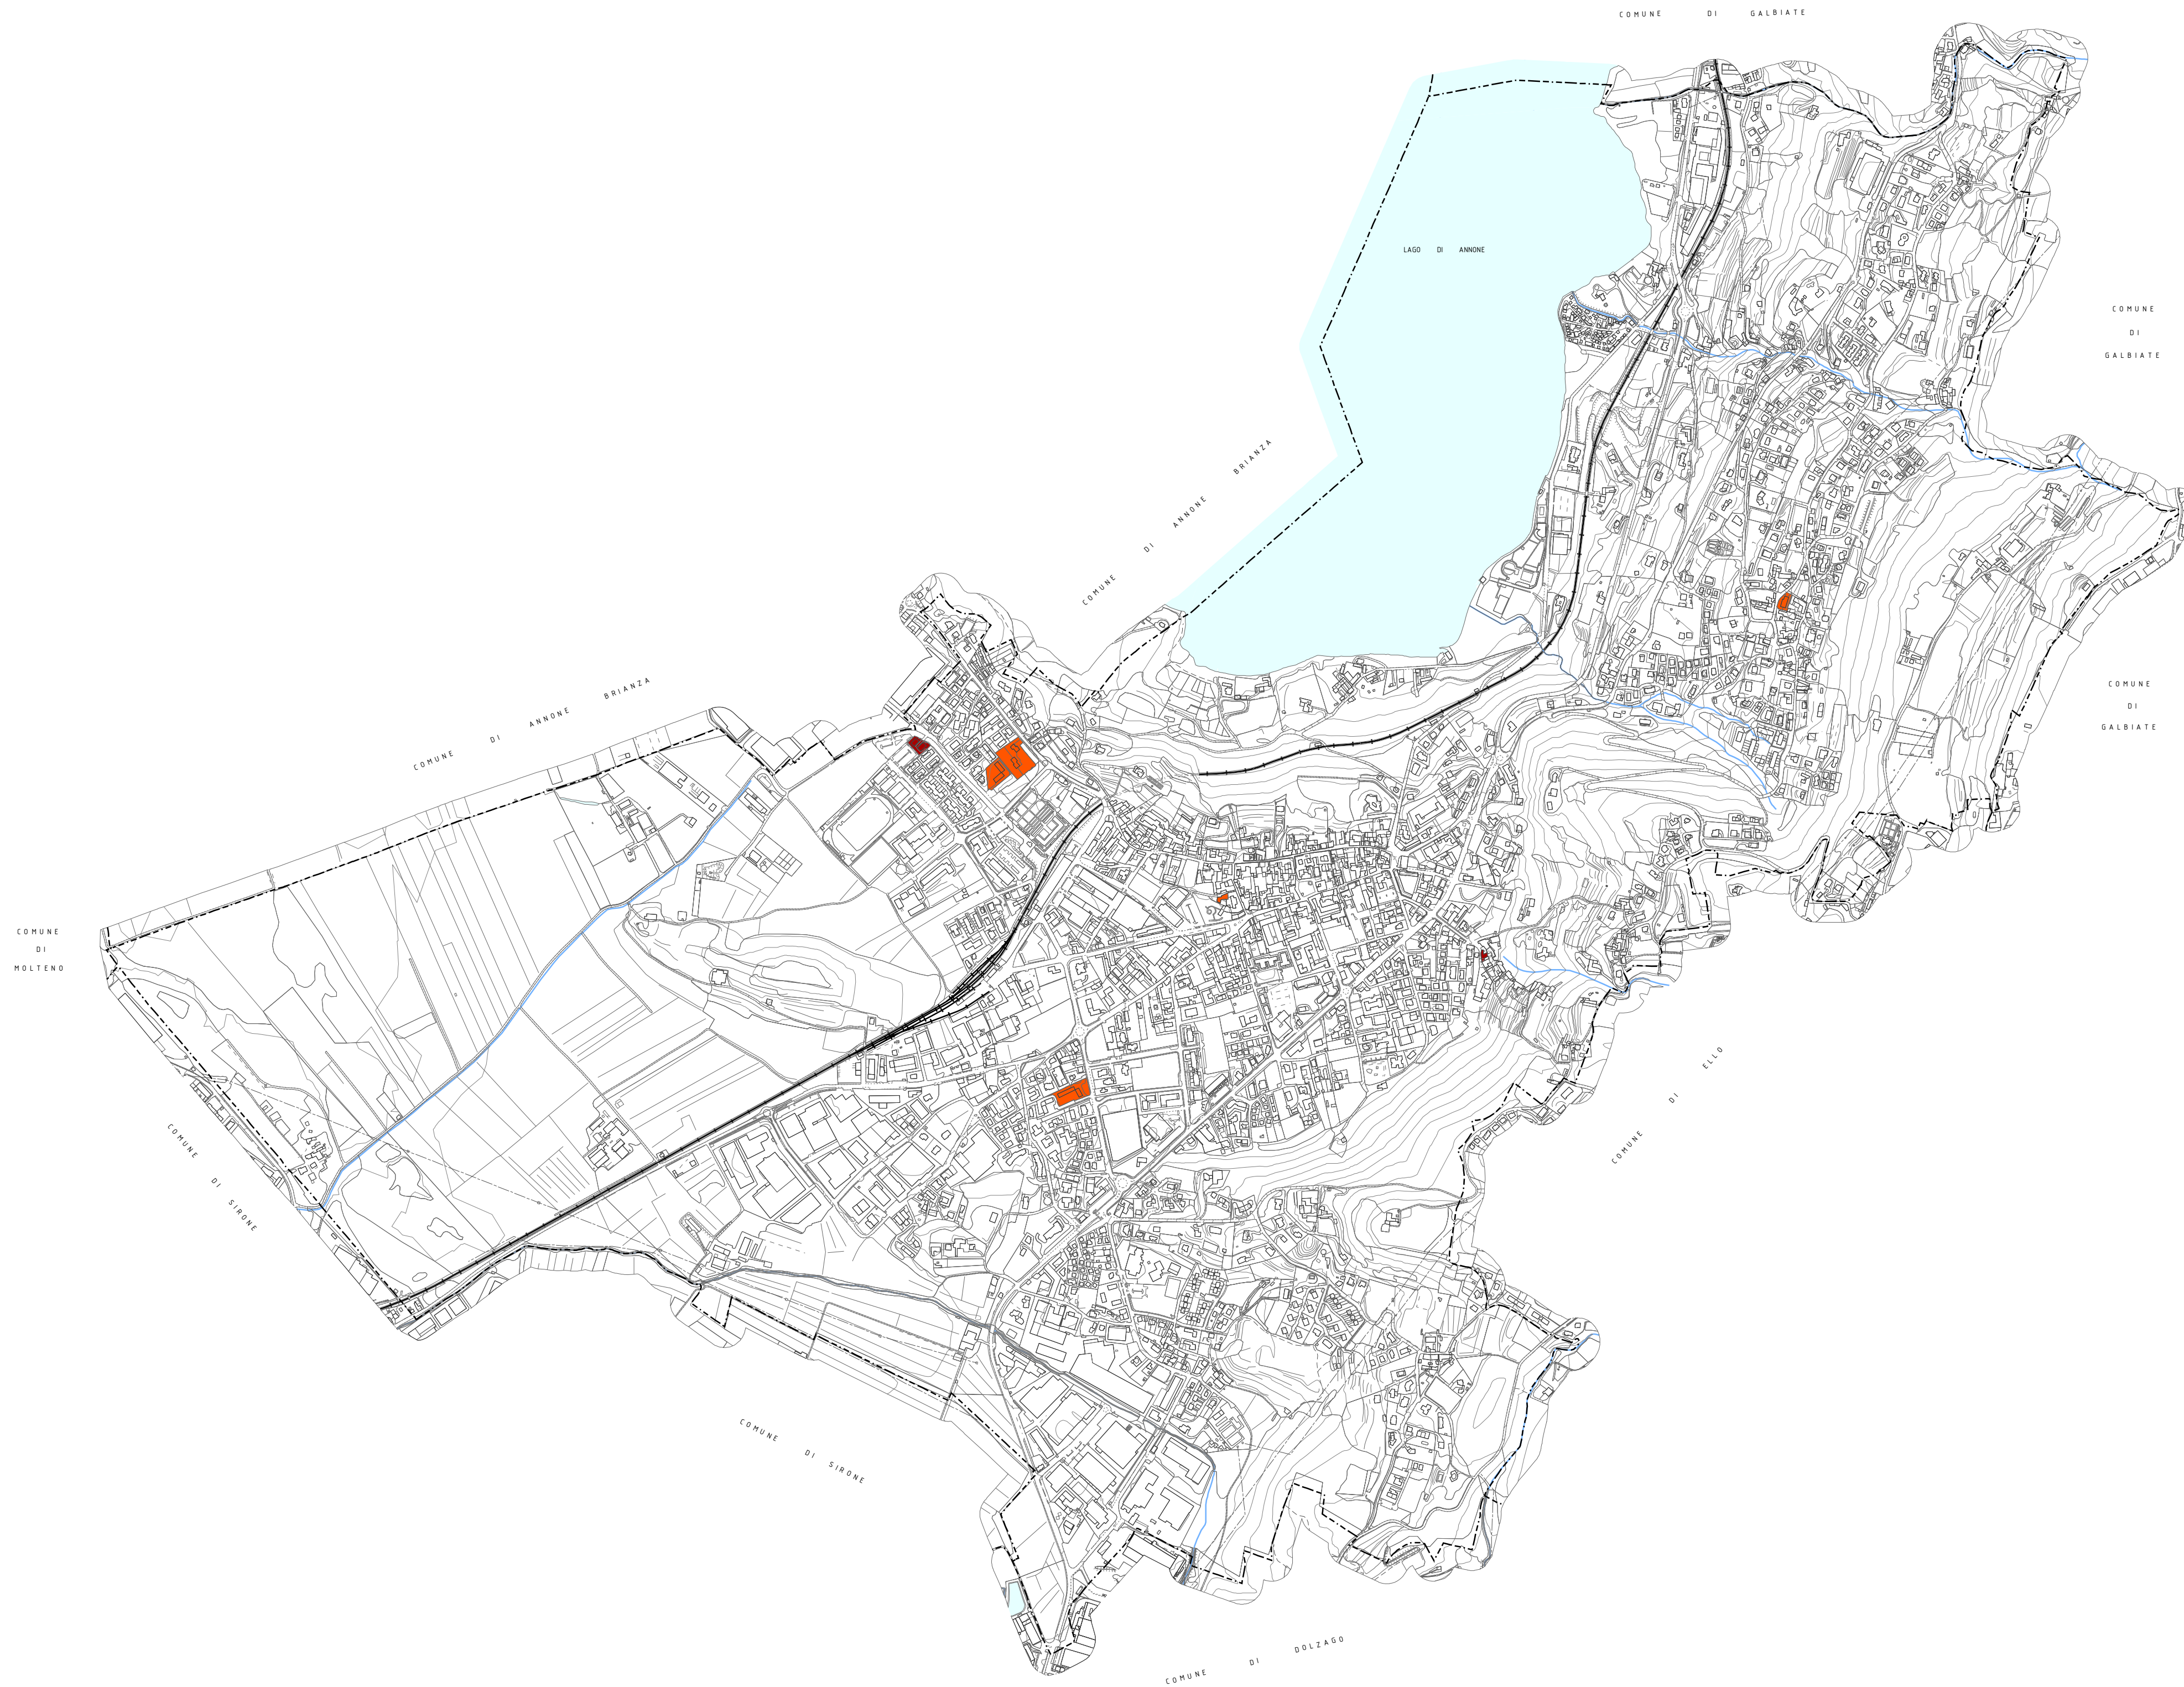 COMUNE DI GALBIATE
LAGO DI ANNONE
COMUNE
DI
GALBIATE
COMUNE DI ANNONE BRIANZA
COMUNE DI ANNONE BRIANZA
COMUNE
DI
GALBIATE
COMUNE
DI
MOLTENO
COMUNE DI SIRONE
COMUNE DI ELLO
COMUNE DI SIRONE
COMUNE DI DOLZAGO